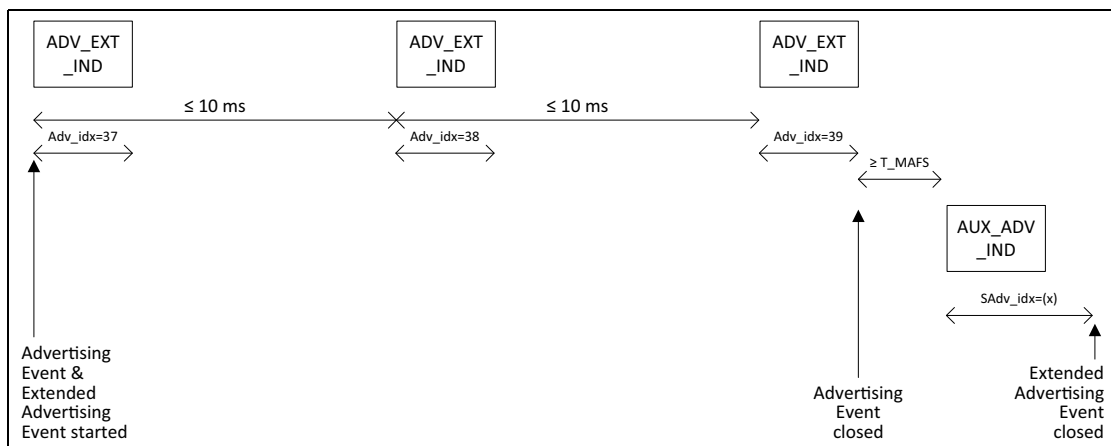 ADV_EXT
_IND
ADV_EXT
_IND
ADV_EXT
_IND
≤ 10 ms
≤ 10 ms
Adv_idx=37
Adv_idx=38
Adv_idx=39
≥ T_MAFS
AUX_ADV
_IND
SAdv_idx=(x)
Advertising
Event &
Extended
Advertising
Event started
Advertising
Event
closed
Extended
Advertising
Event
closed